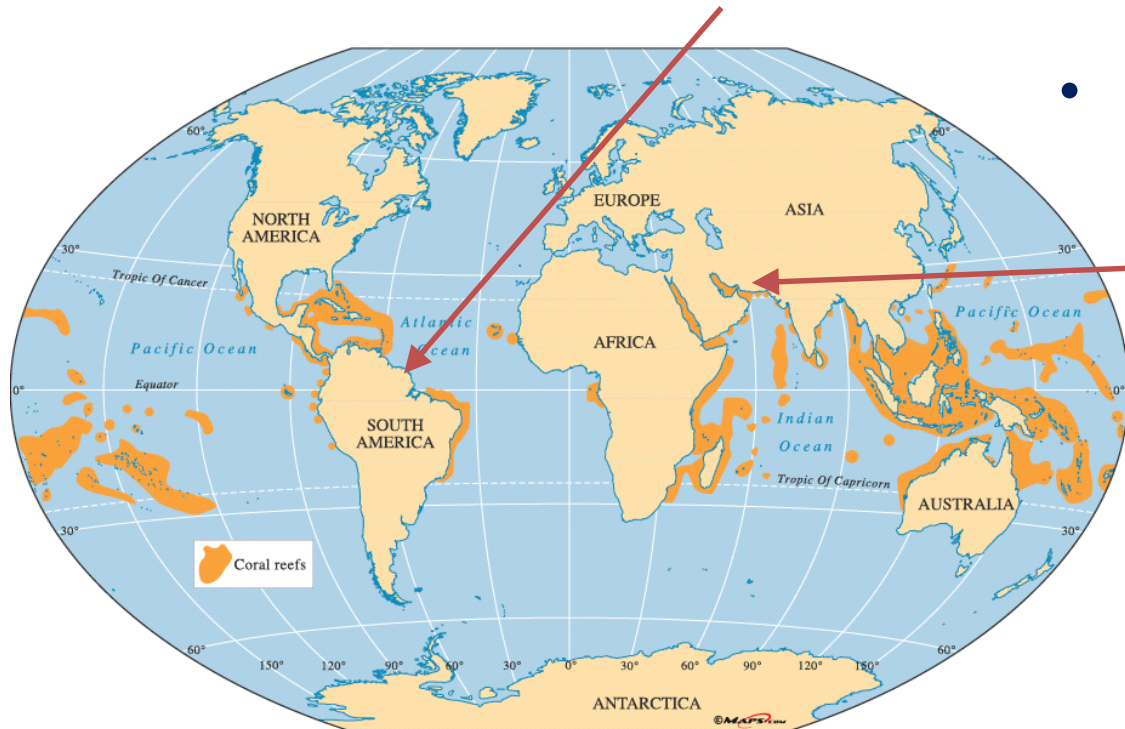 60°
60°
EUROPE
NORTH
AMERICA
ASIA
30°
30°
Tropic Of Cancer
Atlantic
Ocean
Pacific Ocean
Pacific Ocean
AFRICA
Equator
0°
0°
Indian
Ocean
SOUTH
AMERICA
Tropic Of Capricorn
AUSTRALIA
30°
30°
Coral reefs
60°
60°
150°
120°
90°
60°
30°
0°
30°
60°
90°
120°
150°
ANTARCTICA
©MAPS.com